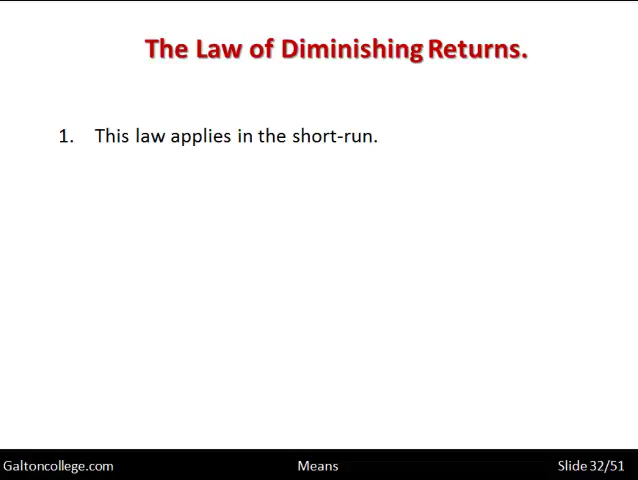 The Law of Diminishing Returns.
1. This law applies in the short-run.
Galtoncollege.com Means Slide 32/51